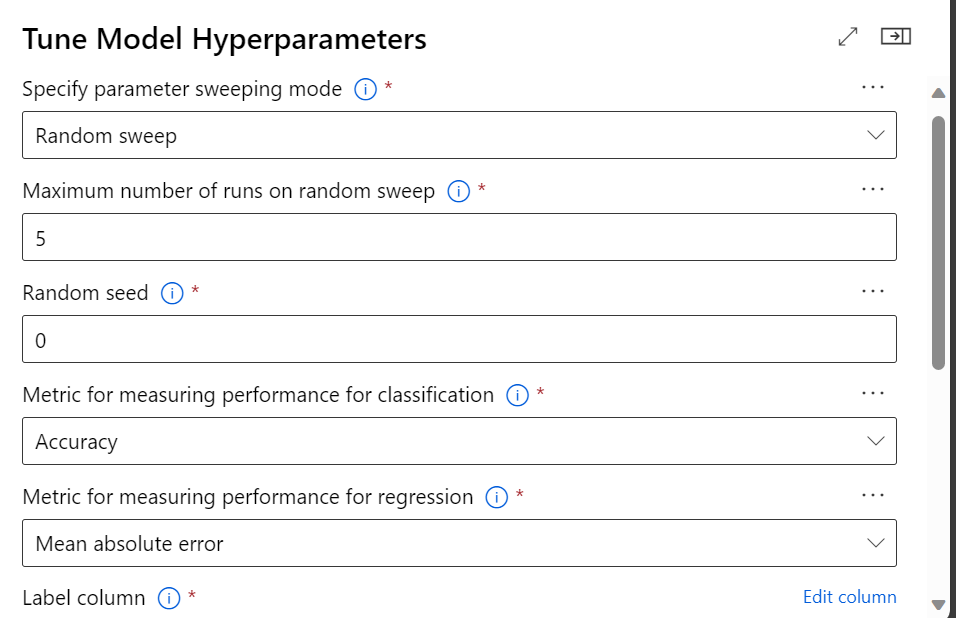 Tune Model Hyperparameters
Specify parameter sweeping mode i *
Random sweep
Maximum number of runs on random sweep i *
5
Random seed i *
0
Metric for measuring performance for classification i *
Accuracy
Metric for measuring performance for regression i *
Mean absolute error
Label column i * Edit column